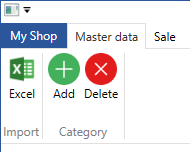 My Shop Master data Sale
Excel Add Delete
Import Category